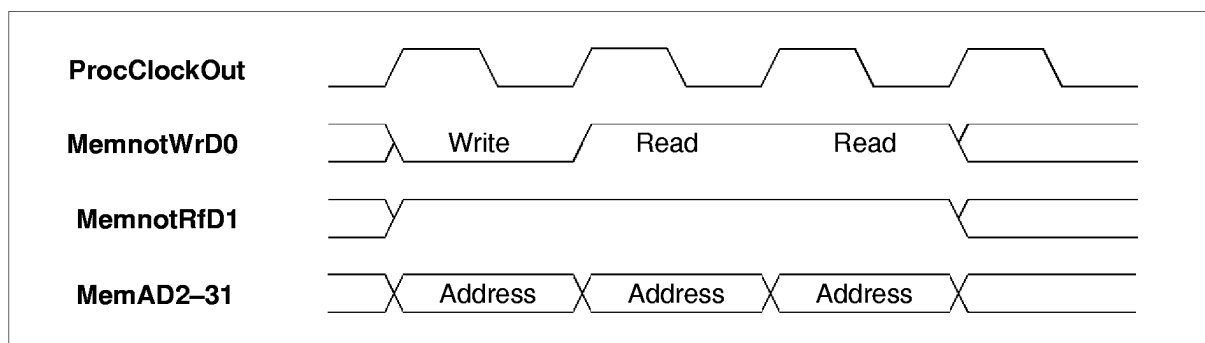 ProcClockOut
MemnotWrD0 Write Read Read
MemnotRfD1
MemAD2–31 Address Address Address